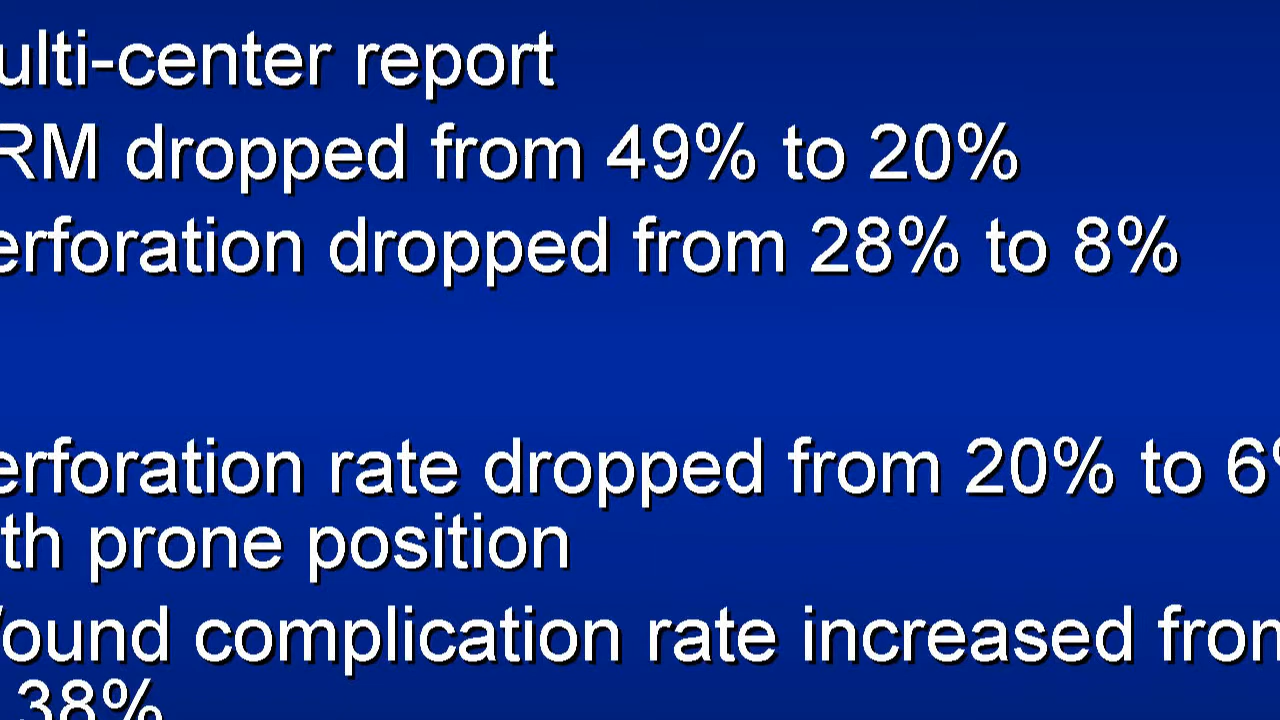 ulti-center report
RM dropped from 49% to 20%
erforation dropped from 28% to 8%
erforation rate dropped from 20% to 6%
th prone position
ound complication rate increased from
38%